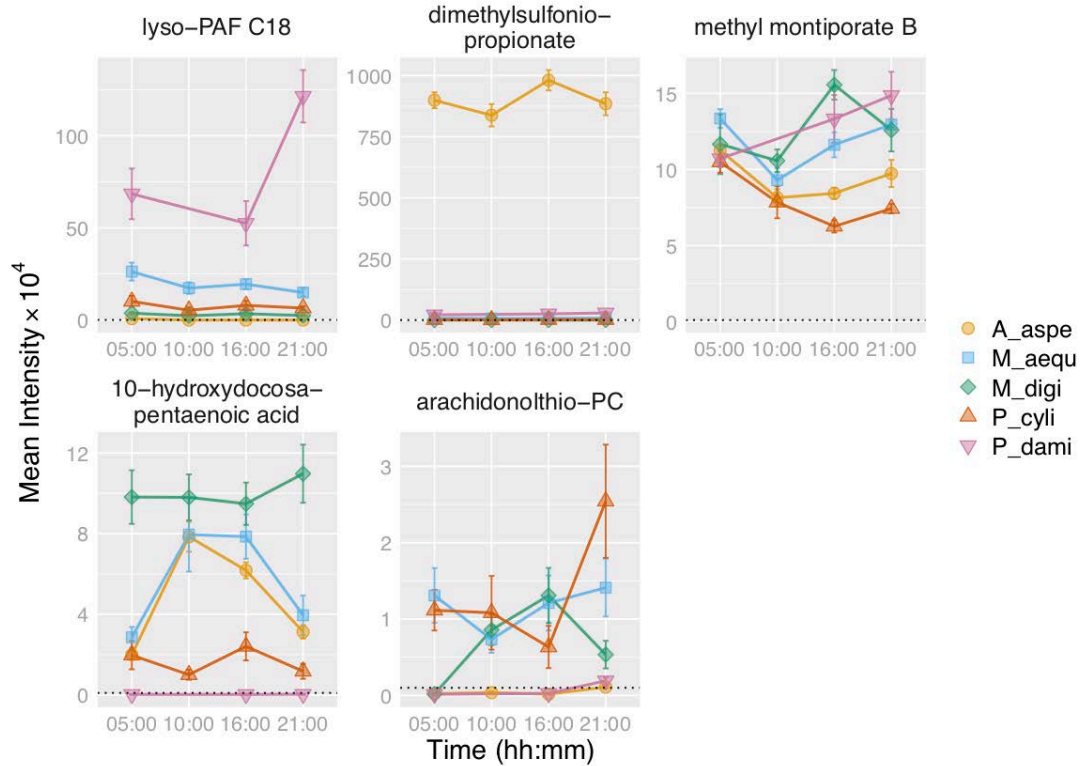 lyso−PAF C18
dimethylsulfonio−
propionate
methyl montiporate B
100
50
0
1000
750
500
250
0
15
10
5
0
05:00 10:00 16:00 21:00
05:00 10:00 16:00 21:00
05:00 10:00 16:00 21:00
10−hydroxydocosa−
pentaenoic acid
arachidonolthio−PC
12
8
4
0
3
2
1
0
05:00 10:00 16:00 21:00
05:00 10:00 16:00 21:00
Mean Intensity × 10⁴
Time (hh:mm)
A_aspe
M_aequ
M_digi
P_cyli
P_dami